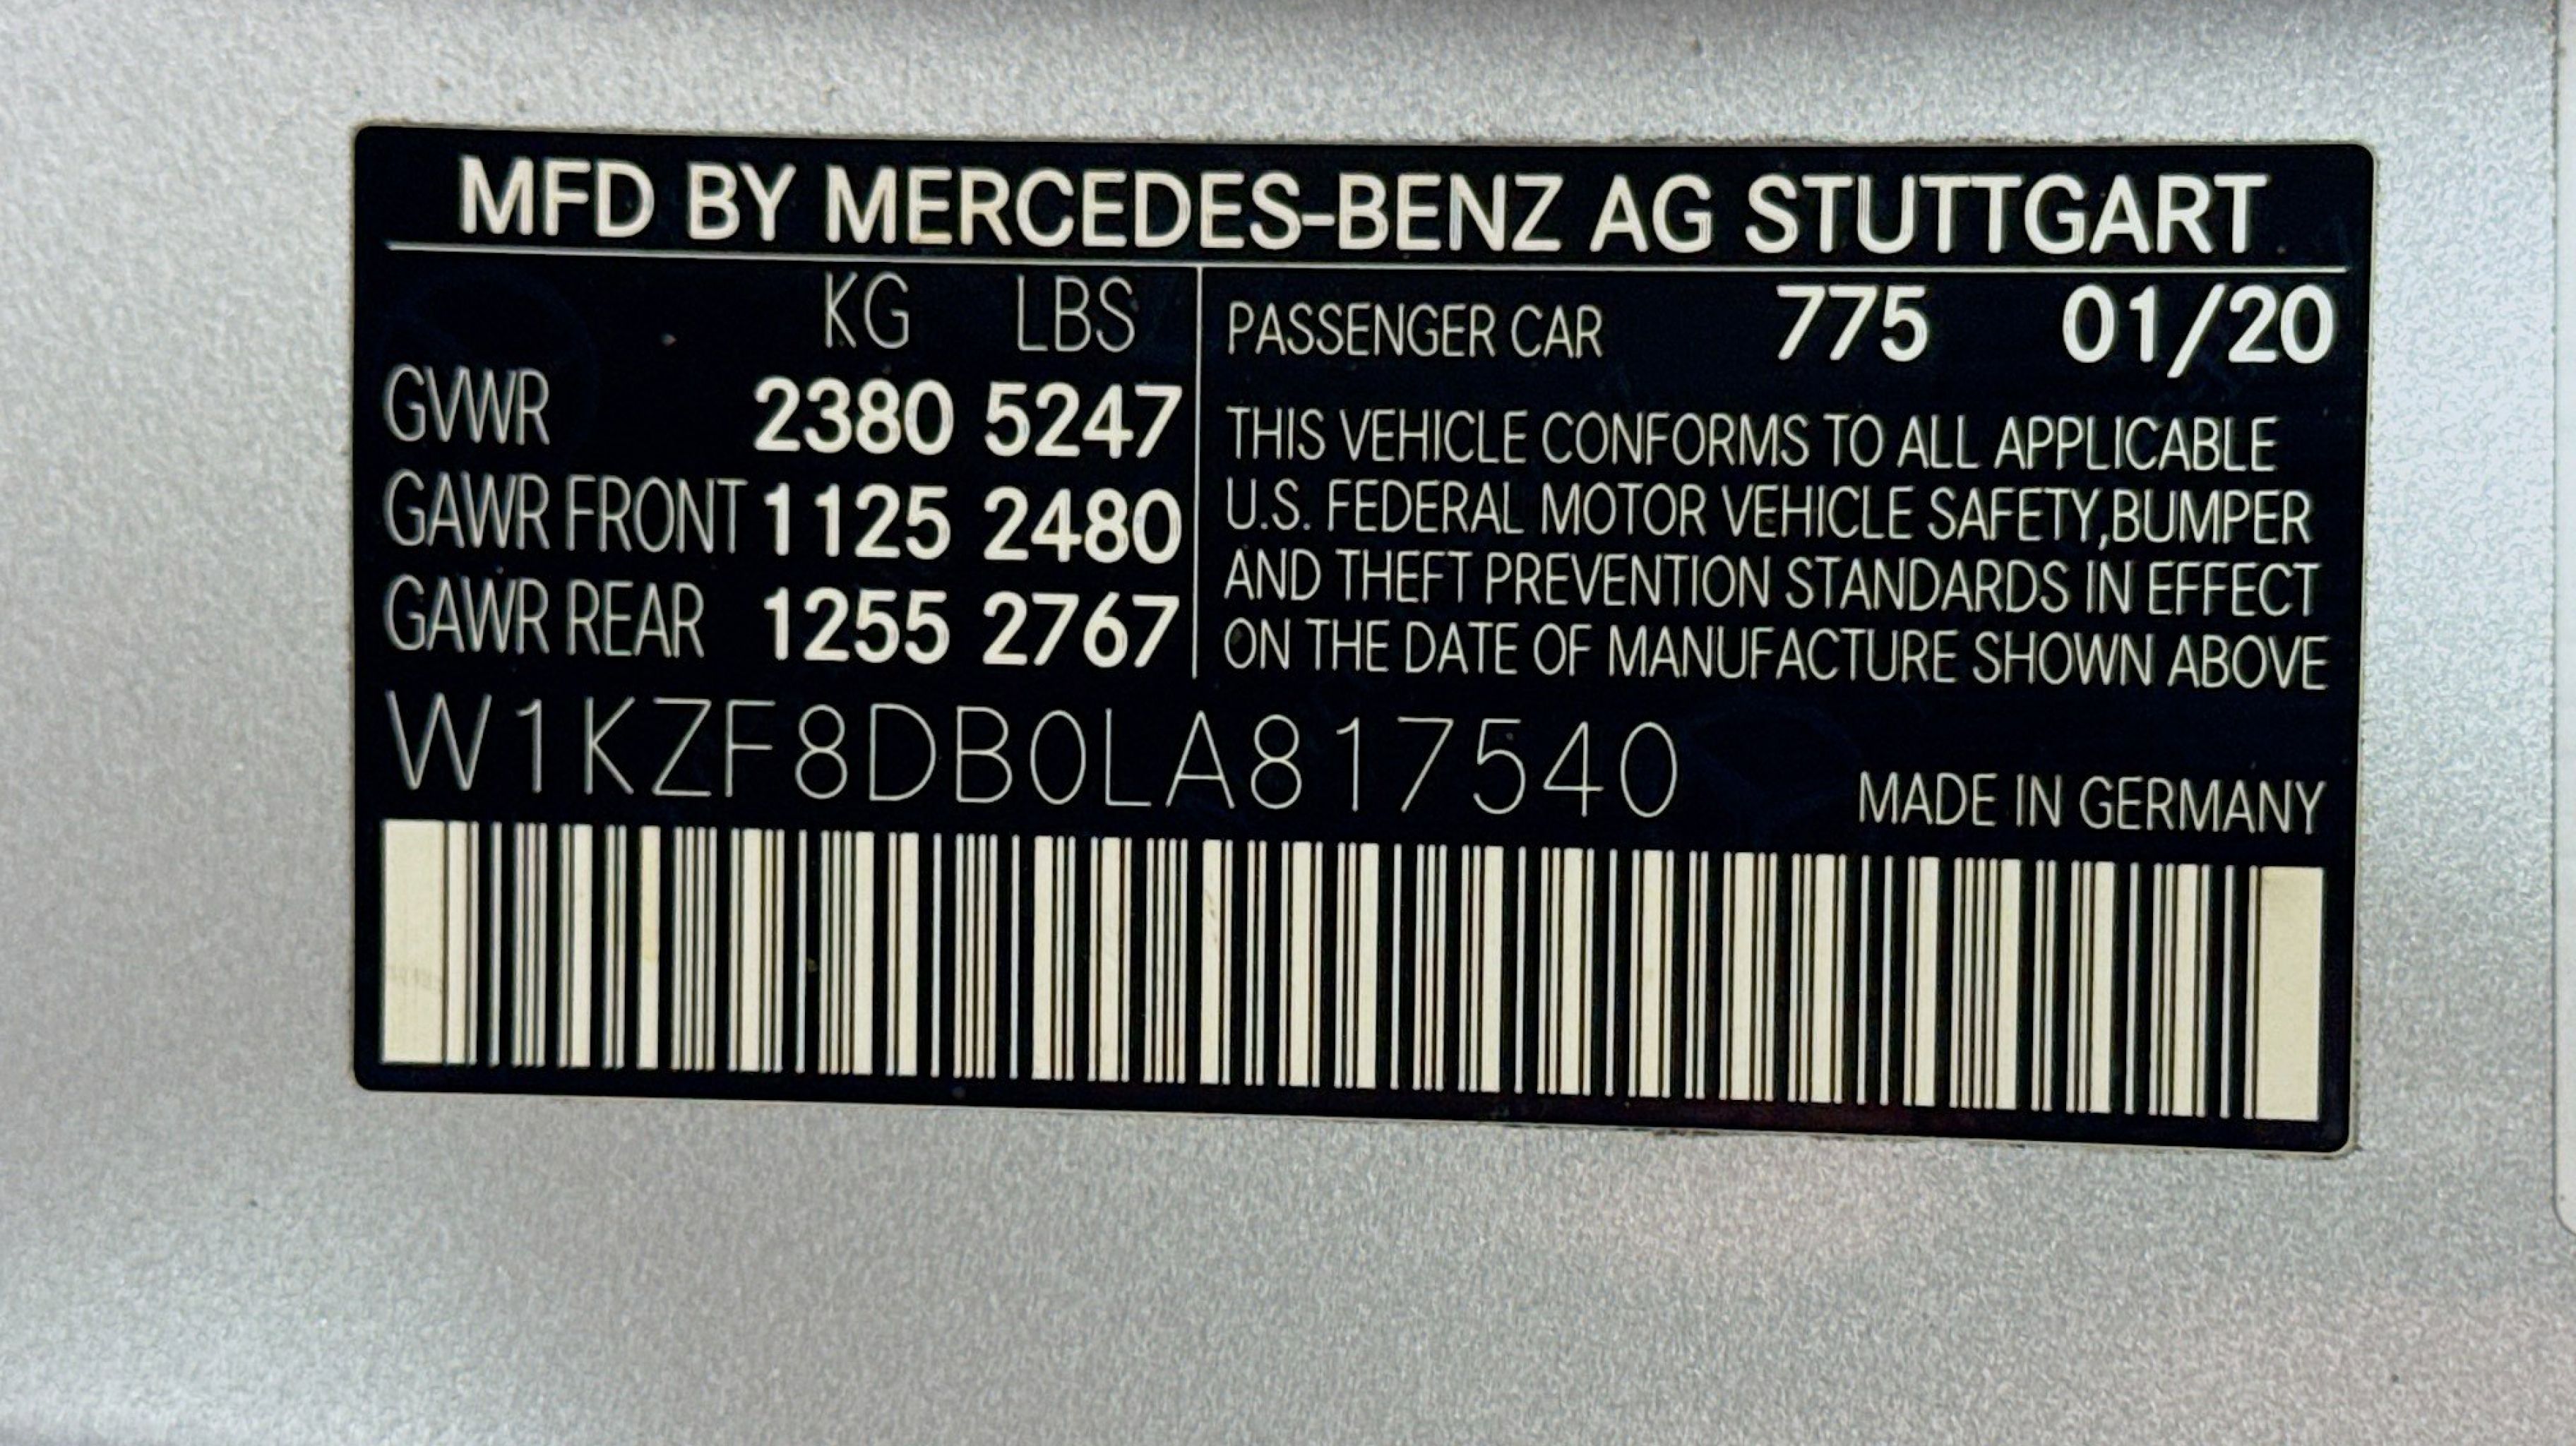 MFD BY MERCEDES-BENZ AG STUTTGART
KG LBS
GVWR 2380 5247
GAWR FRONT 1125 2480
GAWR REAR 1255 2767
PASSENGER CAR 775 01/20
THIS VEHICLE CONFORMS TO ALL APPLICABLE
U.S. FEDERAL MOTOR VEHICLE SAFETY,BUMPER
AND THEFT PREVENTION STANDARDS IN EFFECT
ON THE DATE OF MANUFACTURE SHOWN ABOVE
W1KZF8DB0LA817540
MADE IN GERMANY